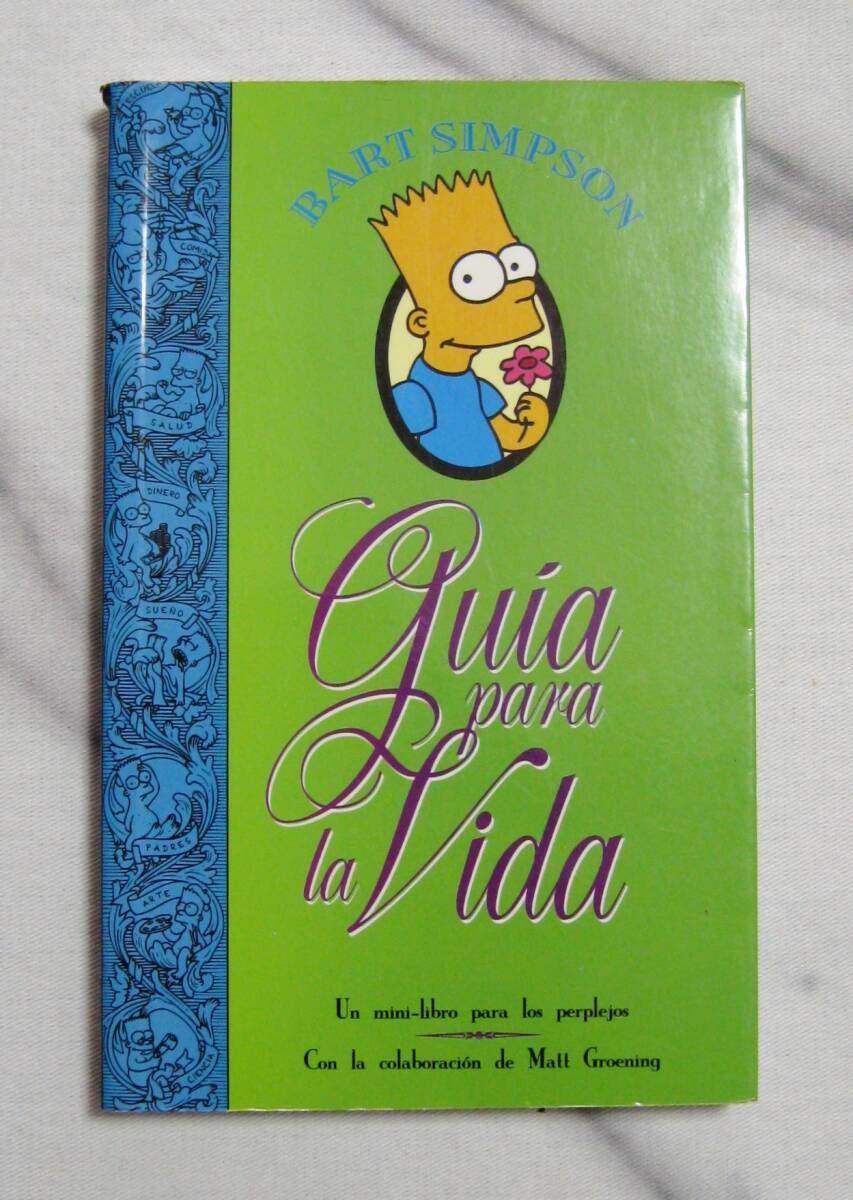 BART SIMPSON
Guía
para
la Vida
Un mini-libro para los perplejos
Con la colaboración de Matt Groening
COMIDA
SALUD
DINERO
SUEÑO
PADRES
ARTE
CIENCIA